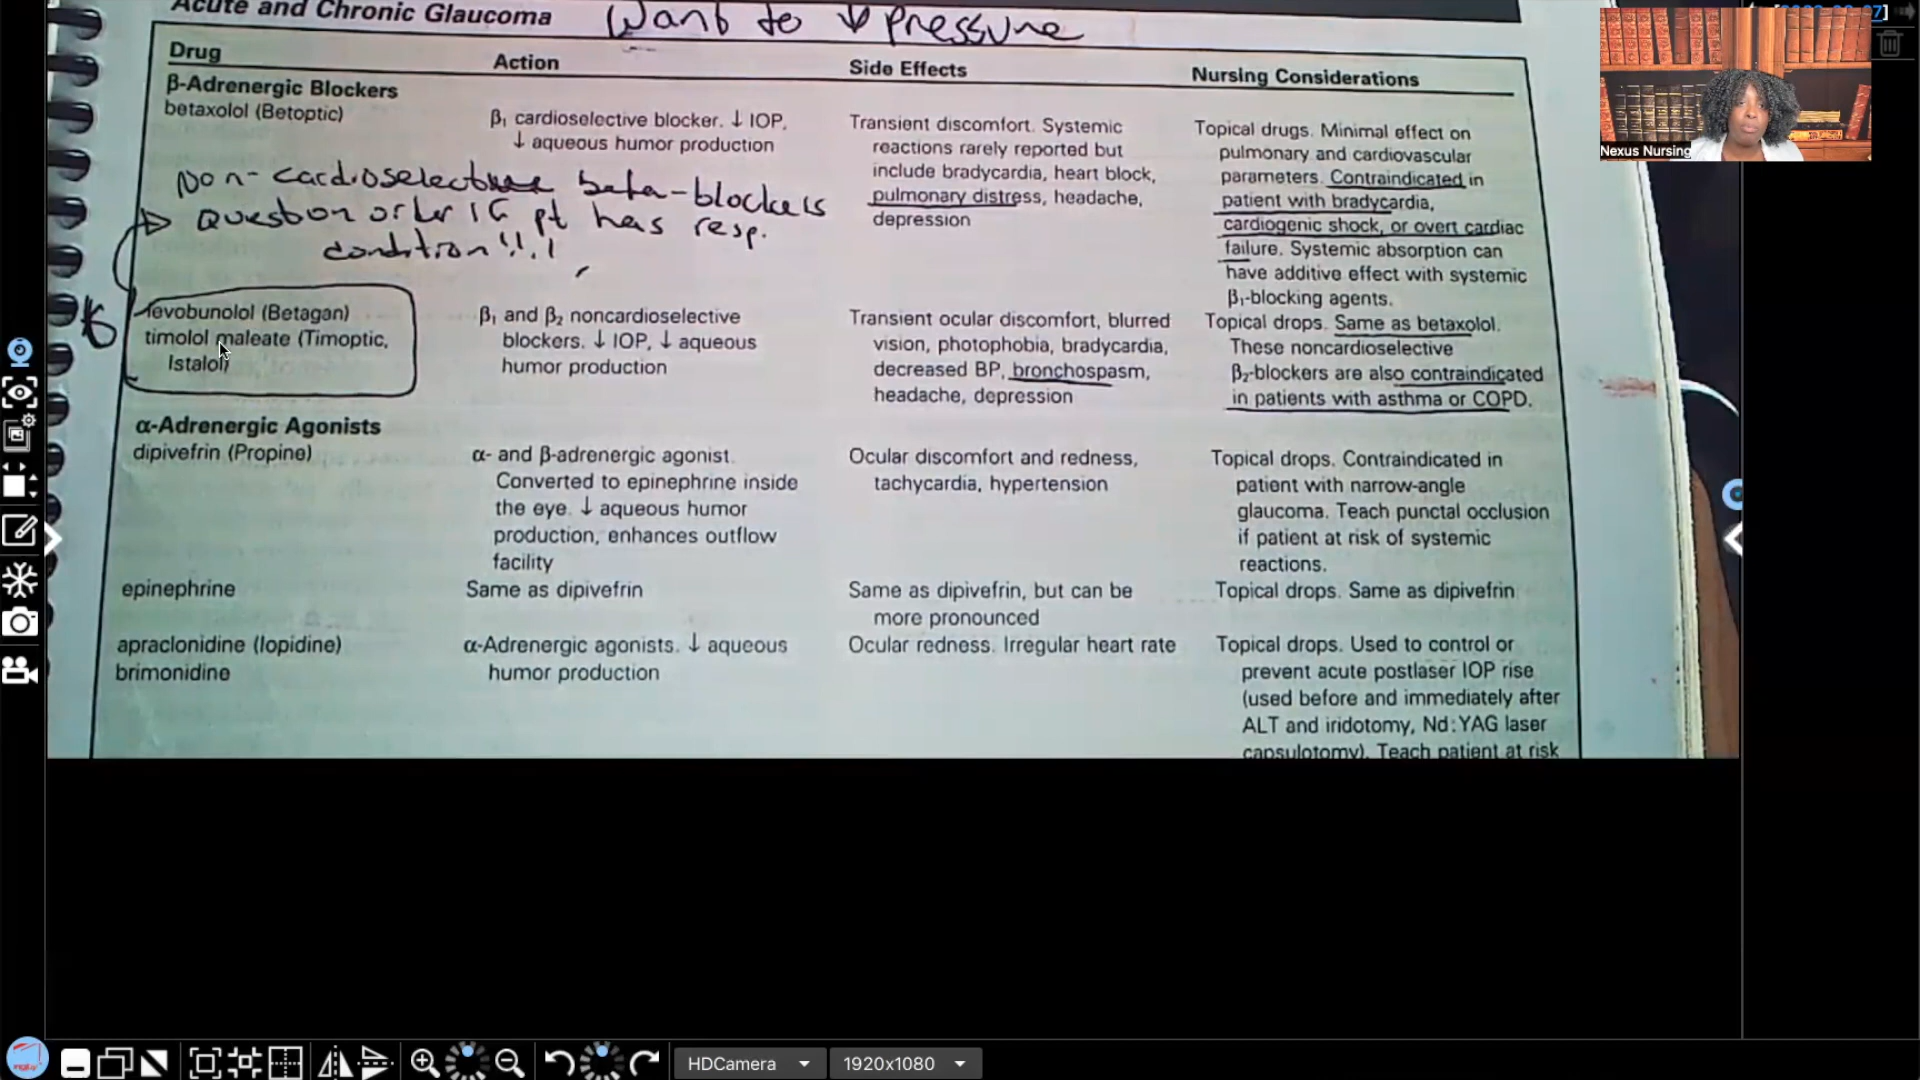 Acute and Chronic Glaucoma
Want to ↓ pressure
Drug
Action
Side Effects
Nursing Considerations
β-Adrenergic Blockers
betaxolol (Betoptic)
β₁ cardioselective blocker. ↓ IOP,
↓ aqueous humor production
Transient discomfort. Systemic
reactions rarely reported but
include bradycardia, heart block,
pulmonary distress, headache,
depression
Topical drugs. Minimal effect on
pulmonary and cardiovascular
parameters. Contraindicated in
patient with bradycardia,
cardiogenic shock, or overt cardiac
failure. Systemic absorption can
have additive effect with systemic
β₁-blocking agents.
Non-cardioselective beta-blockers
Question order if pt has resp.
condition!!!
levobunolol (Betagan)
timolol maleate (Timoptic,
Istalol)
β₁ and β₂ noncardioselective
blockers. ↓ IOP, ↓ aqueous
humor production
Transient ocular discomfort, blurred
vision, photophobia, bradycardia,
decreased BP, bronchospasm,
headache, depression
Topical drops. Same as betaxolol.
These noncardioselective
β₂-blockers are also contraindicated
in patients with asthma or COPD.
α-Adrenergic Agonists
dipivefrin (Propine)
α- and β-adrenergic agonist.
Converted to epinephrine inside
the eye. ↓ aqueous humor
production, enhances outflow
facility
Ocular discomfort and redness,
tachycardia, hypertension
Topical drops. Contraindicated in
patient with narrow-angle
glaucoma. Teach punctal occlusion
if patient at risk of systemic
reactions.
epinephrine
Same as dipivefrin
Same as dipivefrin, but can be
more pronounced
Topical drops. Same as dipivefrin
apraclonidine (Iopidine)
brimonidine
α-Adrenergic agonists. ↓ aqueous
humor production
Ocular redness. Irregular heart rate
Topical drops. Used to control or
prevent acute postlaser IOP rise
(used before and immediately after
ALT and iridotomy, Nd:YAG laser
capsulotomy). Teach patient at risk
Nexus Nursing
HDCamera
1920x1080